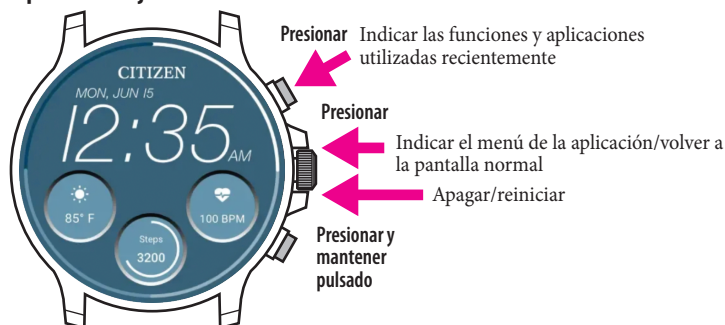 Presionar Indicar las funciones y aplicaciones
utilizadas recientemente
CITIZEN
MON, JUN 15
12:35 AM
Presionar
Indicar el menú de la aplicación/volver a
la pantalla normal
Apagar/reiniciar
85° F
100 BPM
Steps
3200
Presionar y
mantener
pulsado